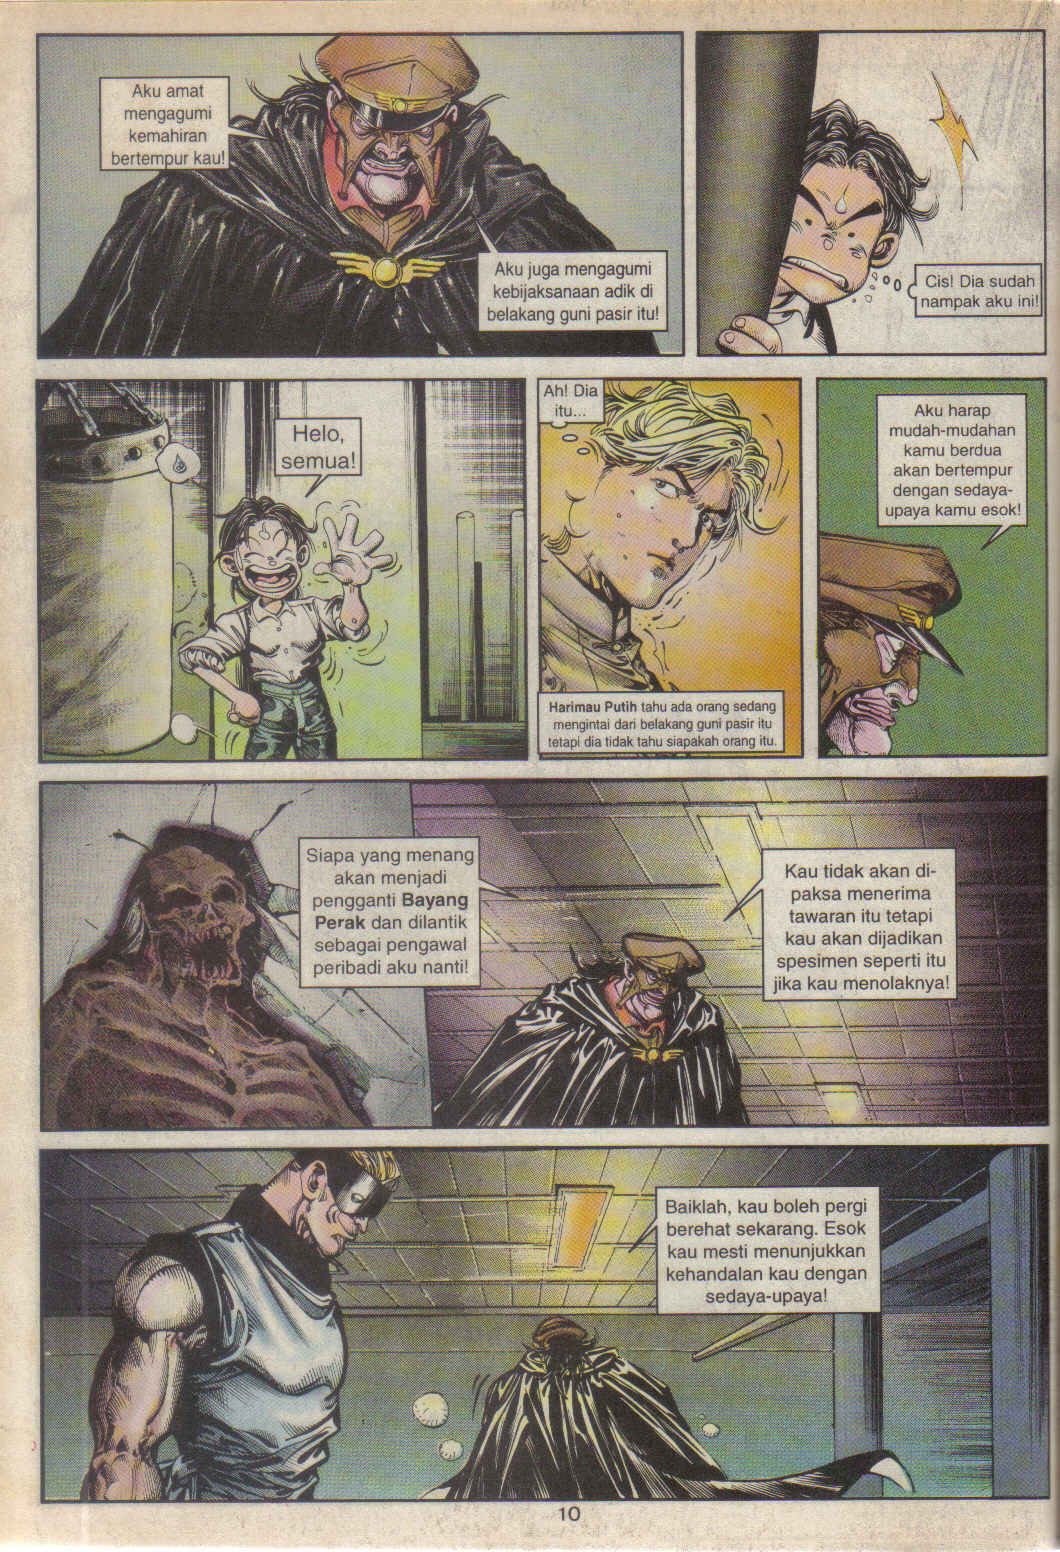 Aku amat
mengagumi
kemahiran
bertempur kau!
Aku juga mengagumi
kebijaksanaan adik di
belakang guni pasir itu!
Cis! Dia sudah
nampak aku ini!
Helo,
semua!
Ah! Dia
itu...
Harimau Putih tahu ada orang sedang
mengintai dari belakang guni pasir itu
tetapi dia tidak tahu siapakah orang itu.
Aku harap
mudah-mudahan
kamu berdua
akan bertempur
dengan sedaya-
upaya kamu esok!
Siapa yang menang
akan menjadi
pengganti Bayang
Perak dan dilantik
sebagai pengawal
peribadi aku nanti!
Kau tidak akan di-
paksa menerima
tawaran itu tetapi
kau akan dijadikan
spesimen seperti itu
jika kau menolaknya!
Baiklah, kau boleh pergi
berehat sekarang. Esok
kau mesti menunjukkan
kehandalan kau dengan
sedaya-upaya!
10